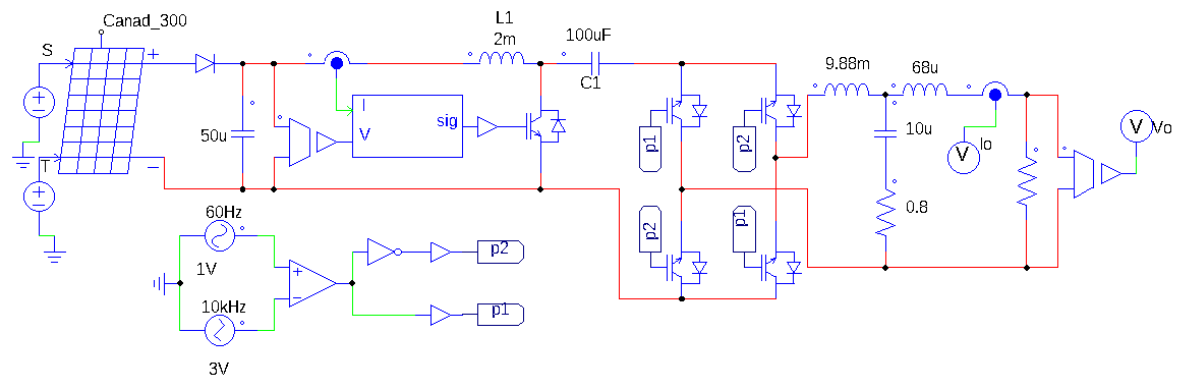 Canad_300
S
+
T
−
50u
I
V
sig
L1
2m
100uF
C1
p1
p2
p2
p1
9.88m
68u
10u
0.8
V
Io
V
Vo
60Hz
1V
10kHz
3V
+
−
p2
p1